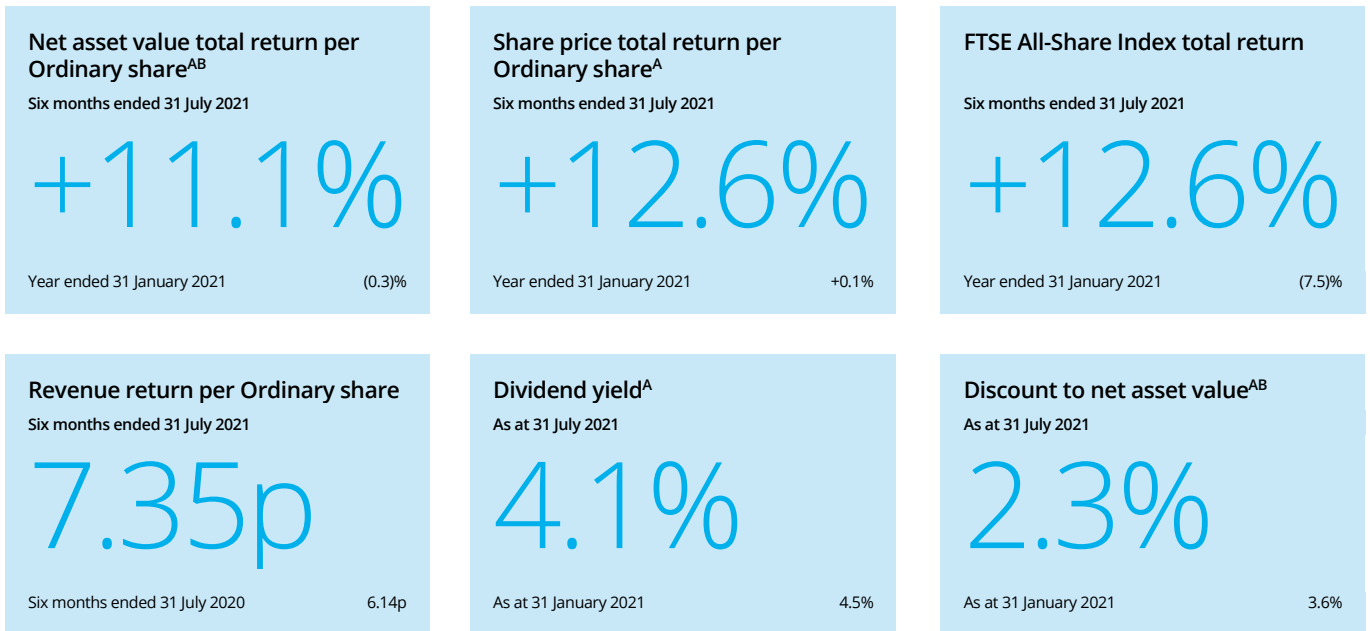 Net asset value total return per
Ordinary shareAB
Six months ended 31 July 2021
+11.1%
Year ended 31 January 2021 (0.3)%
Share price total return per
Ordinary shareA
Six months ended 31 July 2021
+12.6%
Year ended 31 January 2021 +0.1%
FTSE All-Share Index total return
Six months ended 31 July 2021
+12.6%
Year ended 31 January 2021 (7.5)%
Revenue return per Ordinary share
Six months ended 31 July 2021
7.35p
Six months ended 31 July 2020 6.14p
Dividend yieldA
As at 31 July 2021
4.1%
As at 31 January 2021 4.5%
Discount to net asset valueAB
As at 31 July 2021
2.3%
As at 31 January 2021 3.6%